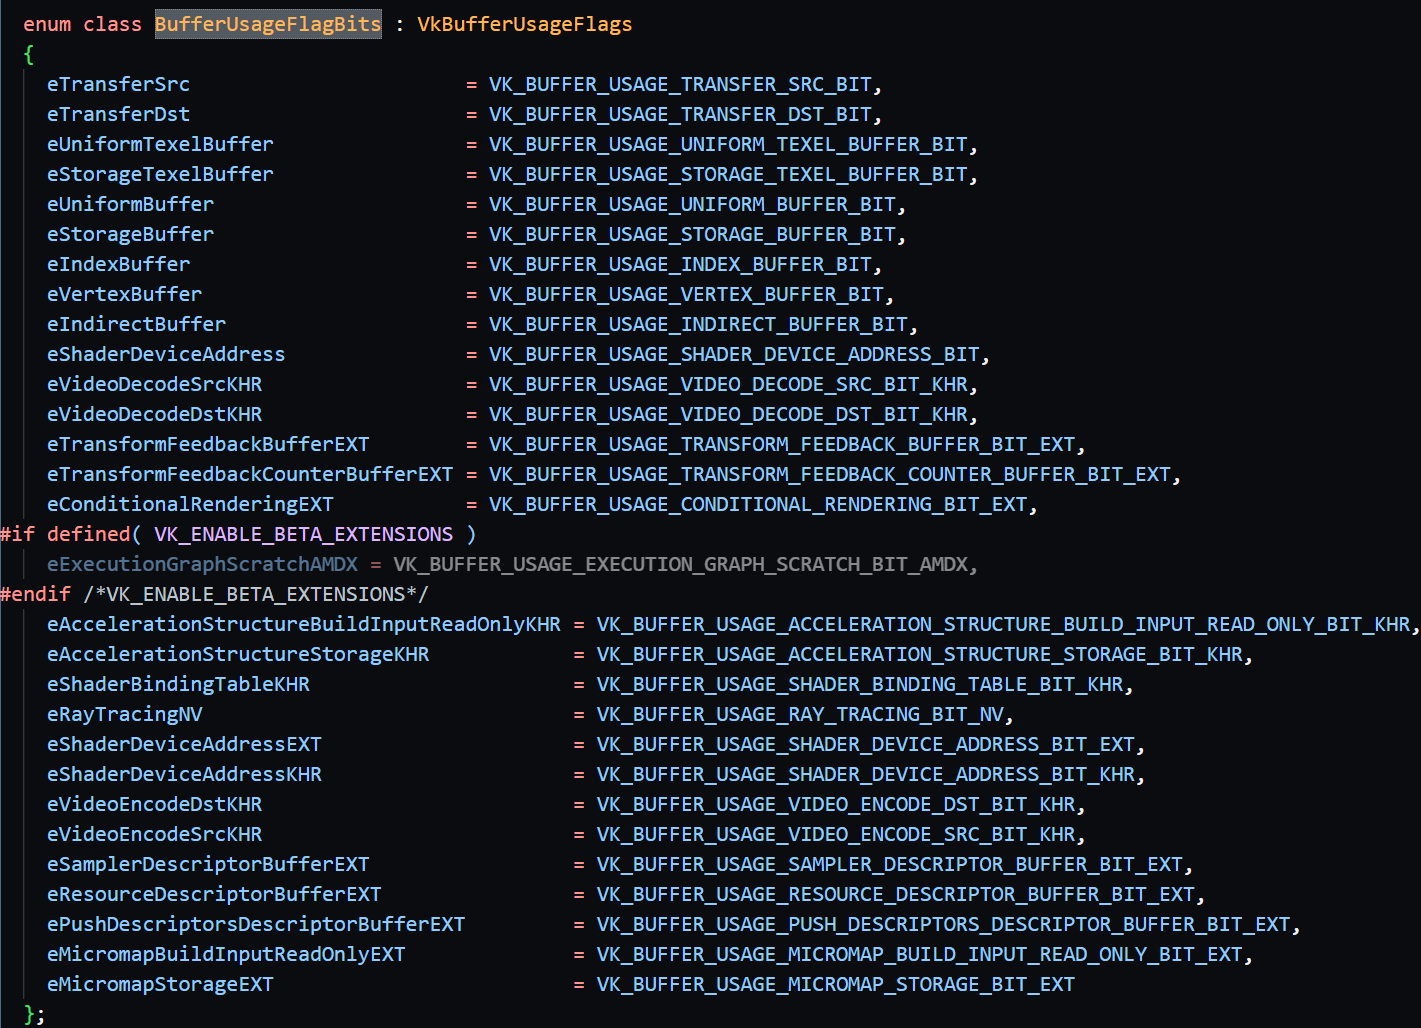 enum class BufferUsageFlagBits : VkBufferUsageFlags
{
eTransferSrc = VK_BUFFER_USAGE_TRANSFER_SRC_BIT,
eTransferDst = VK_BUFFER_USAGE_TRANSFER_DST_BIT,
eUniformTexelBuffer = VK_BUFFER_USAGE_UNIFORM_TEXEL_BUFFER_BIT,
eStorageTexelBuffer = VK_BUFFER_USAGE_STORAGE_TEXEL_BUFFER_BIT,
eUniformBuffer = VK_BUFFER_USAGE_UNIFORM_BUFFER_BIT,
eStorageBuffer = VK_BUFFER_USAGE_STORAGE_BUFFER_BIT,
eIndexBuffer = VK_BUFFER_USAGE_INDEX_BUFFER_BIT,
eVertexBuffer = VK_BUFFER_USAGE_VERTEX_BUFFER_BIT,
eIndirectBuffer = VK_BUFFER_USAGE_INDIRECT_BUFFER_BIT,
eShaderDeviceAddress = VK_BUFFER_USAGE_SHADER_DEVICE_ADDRESS_BIT,
eVideoDecodeSrcKHR = VK_BUFFER_USAGE_VIDEO_DECODE_SRC_BIT_KHR,
eVideoDecodeDstKHR = VK_BUFFER_USAGE_VIDEO_DECODE_DST_BIT_KHR,
eTransformFeedbackBufferEXT = VK_BUFFER_USAGE_TRANSFORM_FEEDBACK_BUFFER_BIT_EXT,
eTransformFeedbackCounterBufferEXT = VK_BUFFER_USAGE_TRANSFORM_FEEDBACK_COUNTER_BUFFER_BIT_EXT,
eConditionalRenderingEXT = VK_BUFFER_USAGE_CONDITIONAL_RENDERING_BIT_EXT,
#if defined( VK_ENABLE_BETA_EXTENSIONS )
eExecutionGraphScratchAMDX = VK_BUFFER_USAGE_EXECUTION_GRAPH_SCRATCH_BIT_AMDX,
#endif /*VK_ENABLE_BETA_EXTENSIONS*/
eAccelerationStructureBuildInputReadOnlyKHR = VK_BUFFER_USAGE_ACCELERATION_STRUCTURE_BUILD_INPUT_READ_ONLY_BIT_KHR,
eAccelerationStructureStorageKHR = VK_BUFFER_USAGE_ACCELERATION_STRUCTURE_STORAGE_BIT_KHR,
eShaderBindingTableKHR = VK_BUFFER_USAGE_SHADER_BINDING_TABLE_BIT_KHR,
eRayTracingNV = VK_BUFFER_USAGE_RAY_TRACING_BIT_NV,
eShaderDeviceAddressEXT = VK_BUFFER_USAGE_SHADER_DEVICE_ADDRESS_BIT_EXT,
eShaderDeviceAddressKHR = VK_BUFFER_USAGE_SHADER_DEVICE_ADDRESS_BIT_KHR,
eVideoEncodeDstKHR = VK_BUFFER_USAGE_VIDEO_ENCODE_DST_BIT_KHR,
eVideoEncodeSrcKHR = VK_BUFFER_USAGE_VIDEO_ENCODE_SRC_BIT_KHR,
eSamplerDescriptorBufferEXT = VK_BUFFER_USAGE_SAMPLER_DESCRIPTOR_BUFFER_BIT_EXT,
eResourceDescriptorBufferEXT = VK_BUFFER_USAGE_RESOURCE_DESCRIPTOR_BUFFER_BIT_EXT,
ePushDescriptorsDescriptorBufferEXT = VK_BUFFER_USAGE_PUSH_DESCRIPTORS_DESCRIPTOR_BUFFER_BIT_EXT,
eMicromapBuildInputReadOnlyEXT = VK_BUFFER_USAGE_MICROMAP_BUILD_INPUT_READ_ONLY_BIT_EXT,
eMicromapStorageEXT = VK_BUFFER_USAGE_MICROMAP_STORAGE_BIT_EXT
};